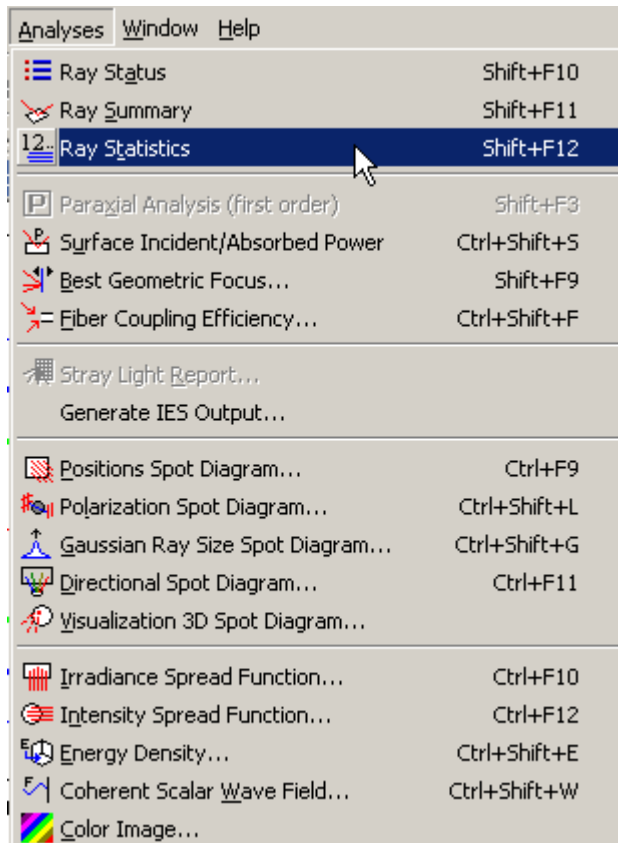 Analyses Window Help
Ray Status Shift+F10
Ray Summary Shift+F11
12.. Ray Statistics Shift+F12
P Paraxial Analysis (first order) Shift+F3
P Surface Incident/Absorbed Power Ctrl+Shift+S
Best Geometric Focus... Shift+F9
Fiber Coupling Efficiency... Ctrl+Shift+F
Stray Light Report...
Generate IES Output...
Positions Spot Diagram... Ctrl+F9
Polarization Spot Diagram... Ctrl+Shift+L
Gaussian Ray Size Spot Diagram... Ctrl+Shift+G
Directional Spot Diagram... Ctrl+F11
Visualization 3D Spot Diagram...
Irradiance Spread Function... Ctrl+F10
Intensity Spread Function... Ctrl+F12
E Energy Density... Ctrl+Shift+E
F Coherent Scalar Wave Field... Ctrl+Shift+W
Color Image...